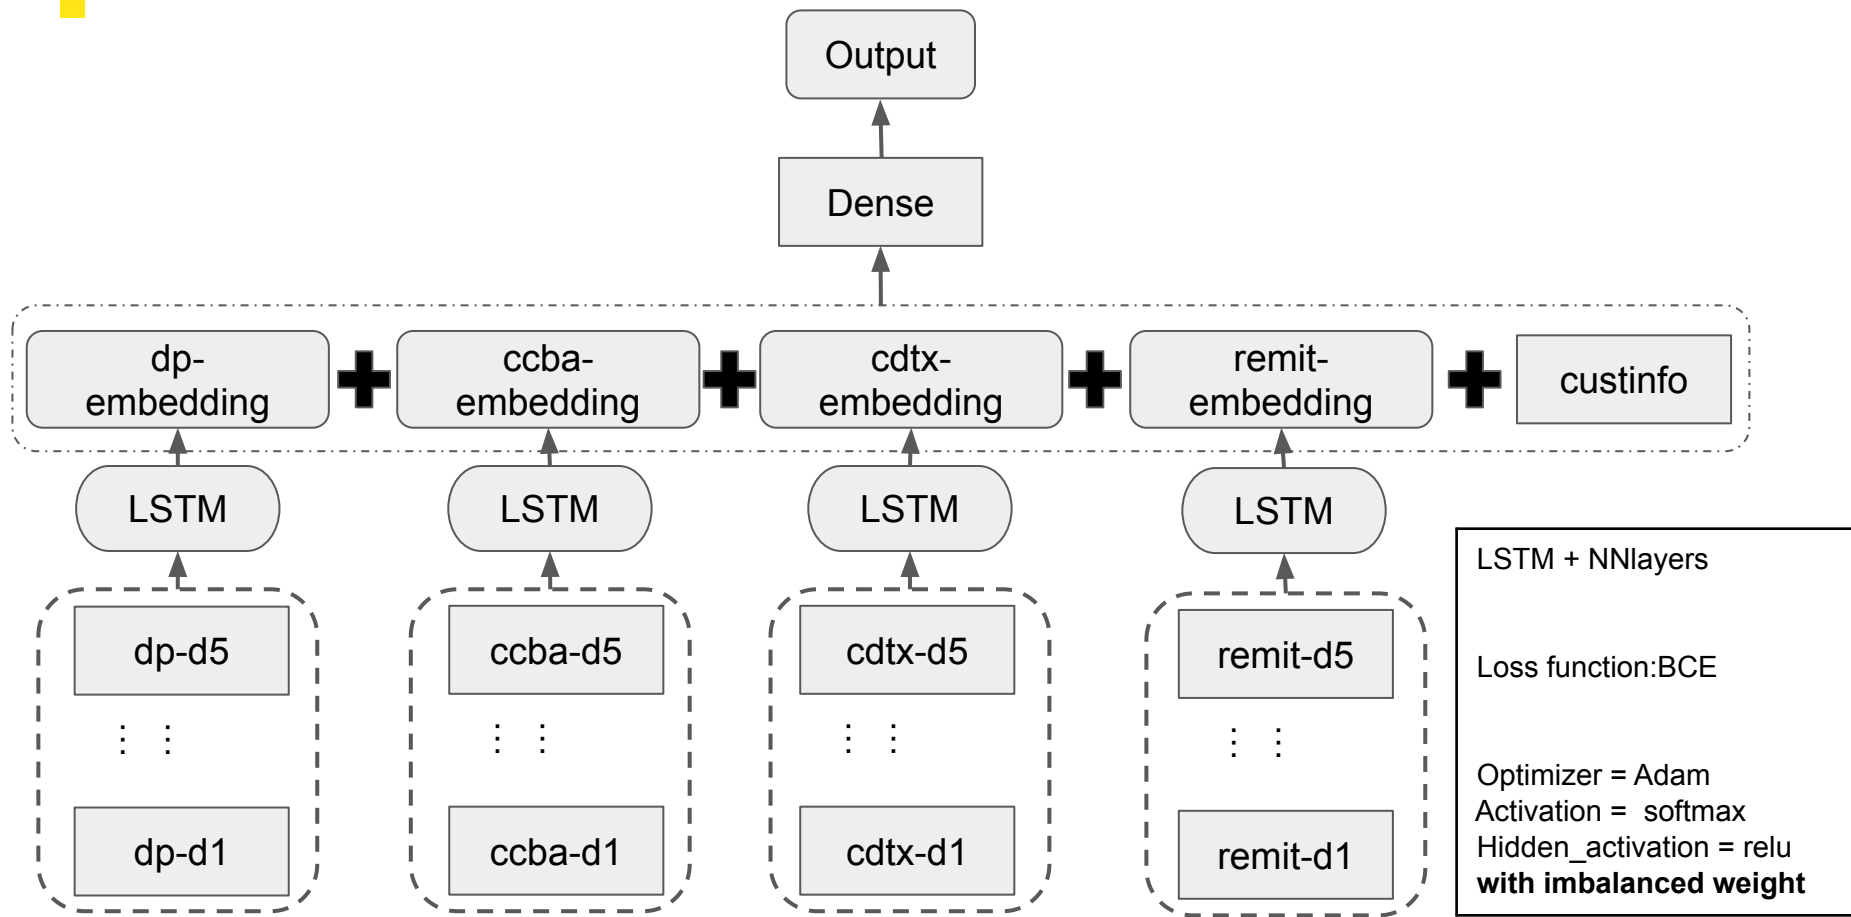 Output
Dense
dp-
embedding
ccba-
embedding
cdtx-
embedding
remit-
embedding
custinfo
LSTM
LSTM
LSTM
LSTM
dp-d5
ccba-d5
cdtx-d5
remit-d5
dp-d1
ccba-d1
cdtx-d1
remit-d1
LSTM + NNlayers
Loss function:BCE
Optimizer = Adam
Activation =  softmax
Hidden_activation = relu
with imbalanced weight